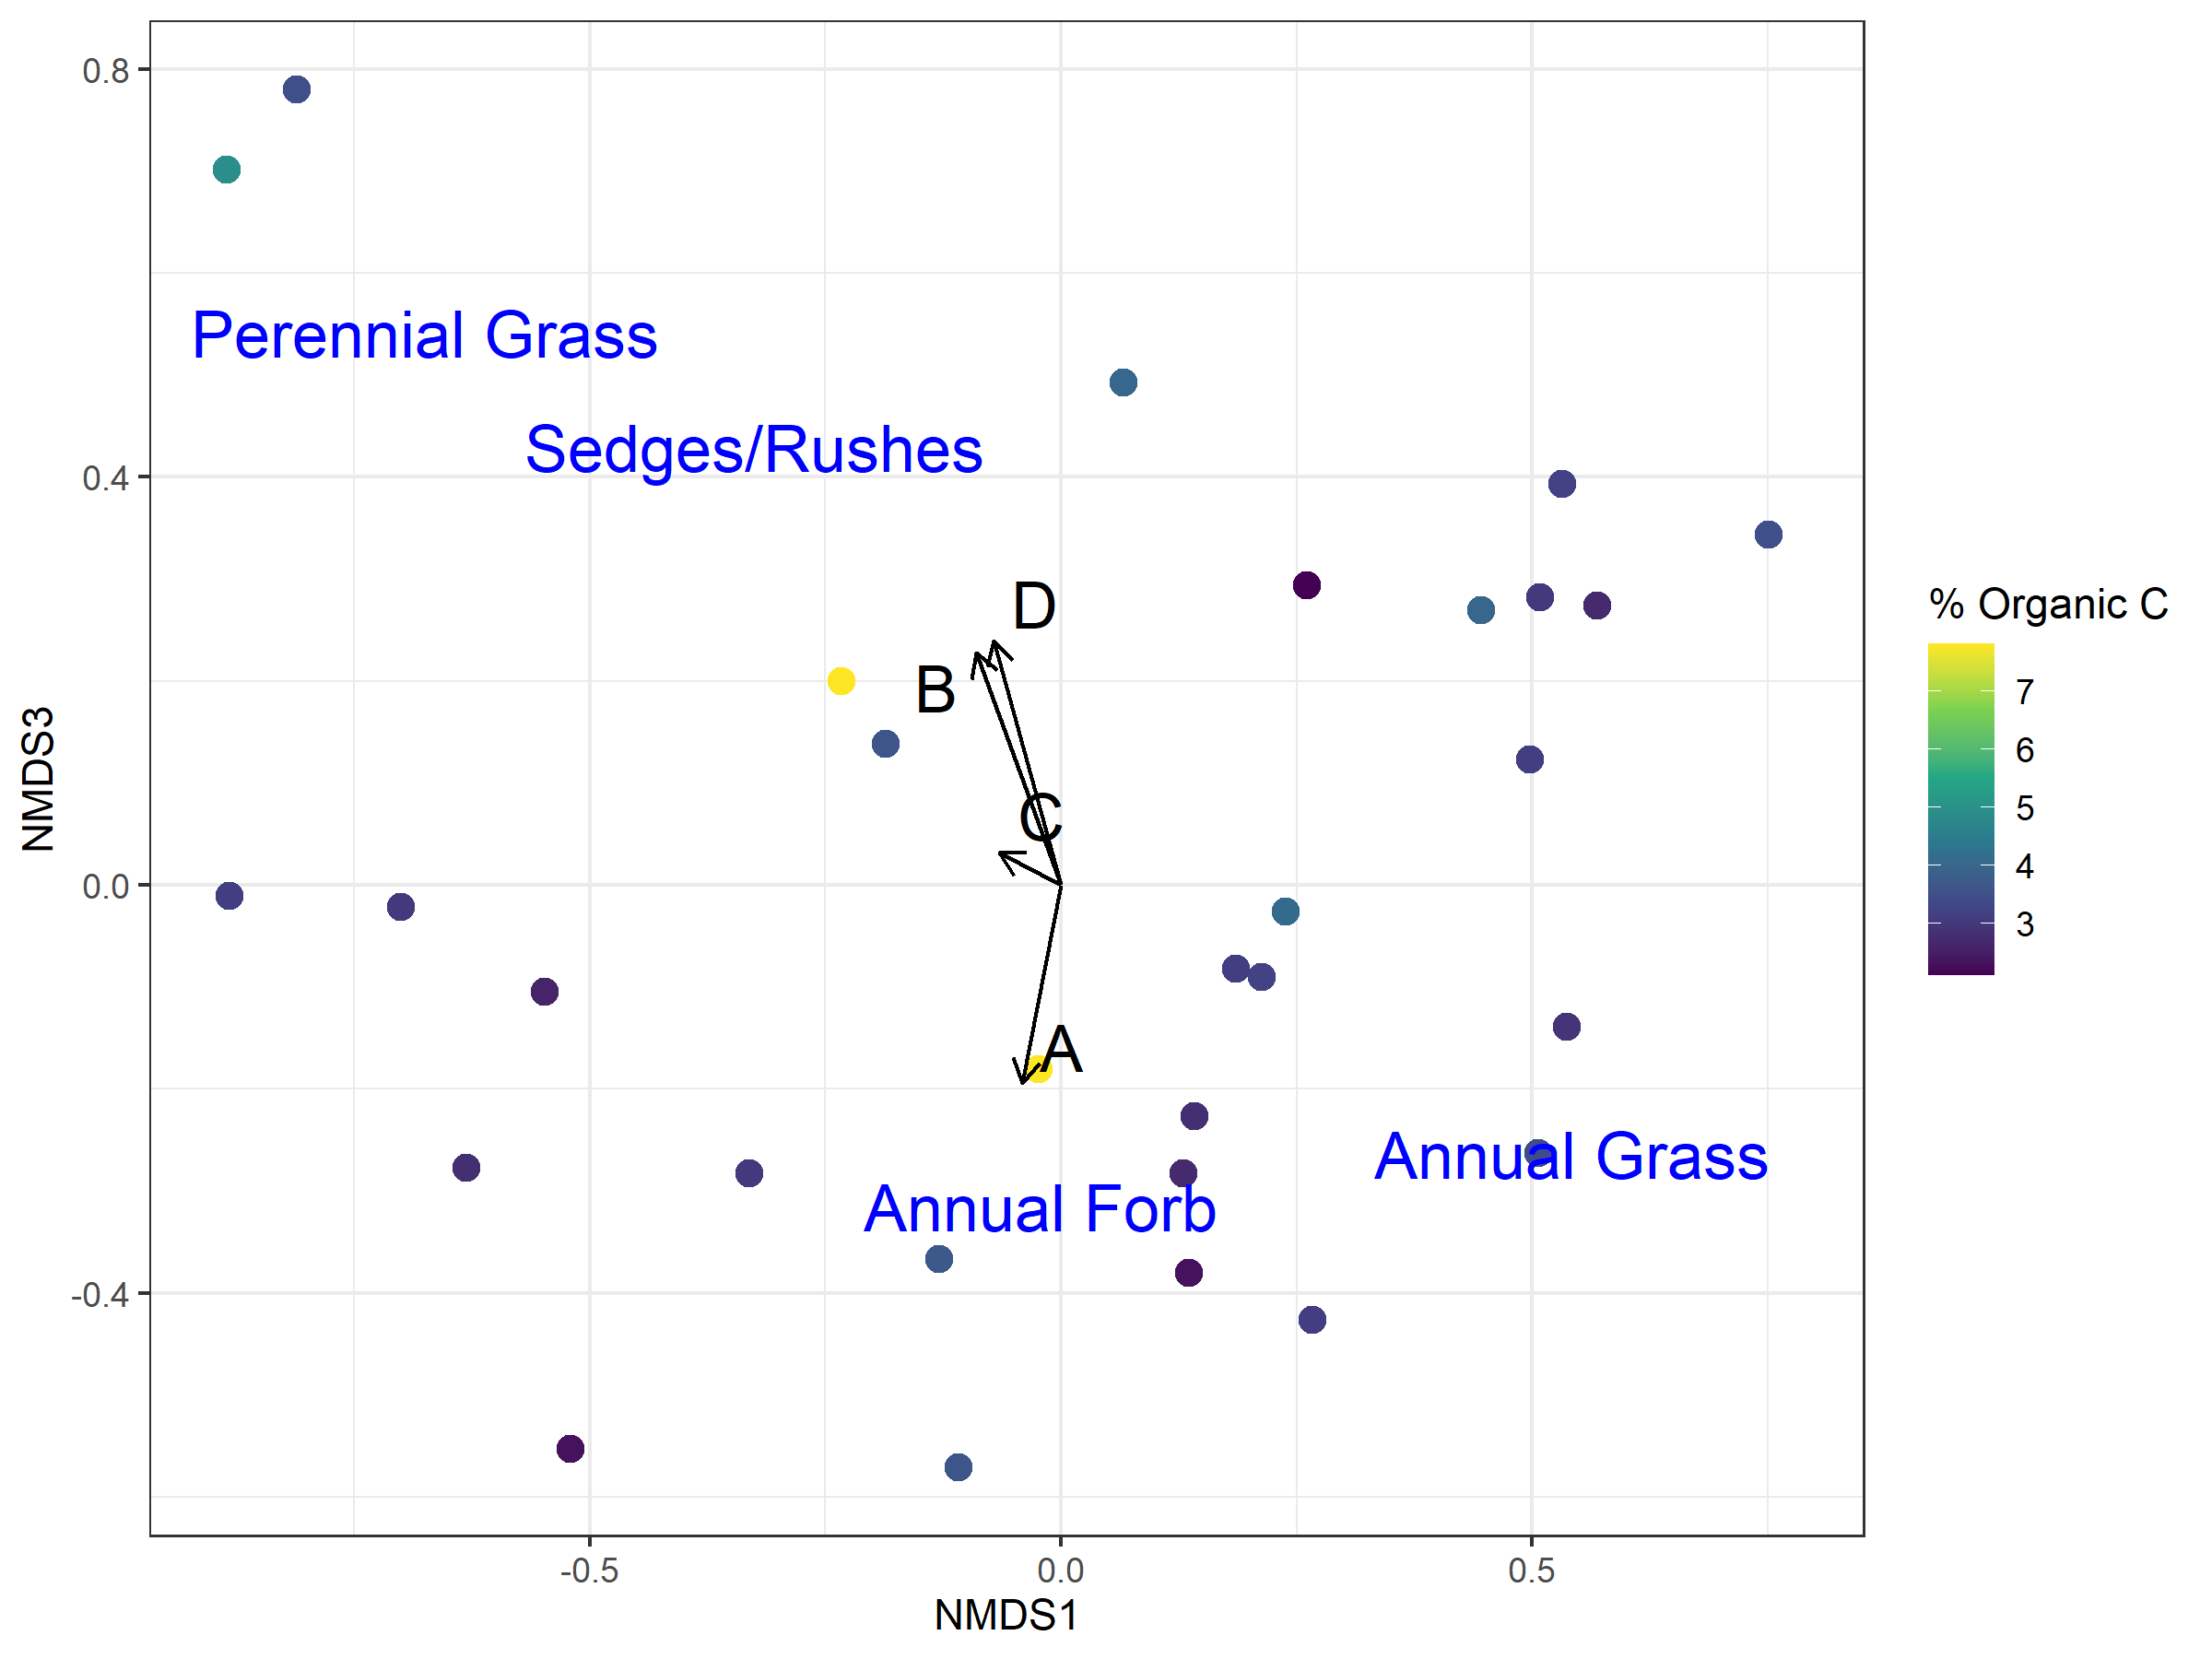 0.8
Perennial Grass
Sedges/Rushes
0.4
D
% Organic C
B
7
6
NMDS3
5
C
4
0.0
3
A
Annual Grass
Annual Forb
-0.4
-0.5
0.0
0.5
NMDS1